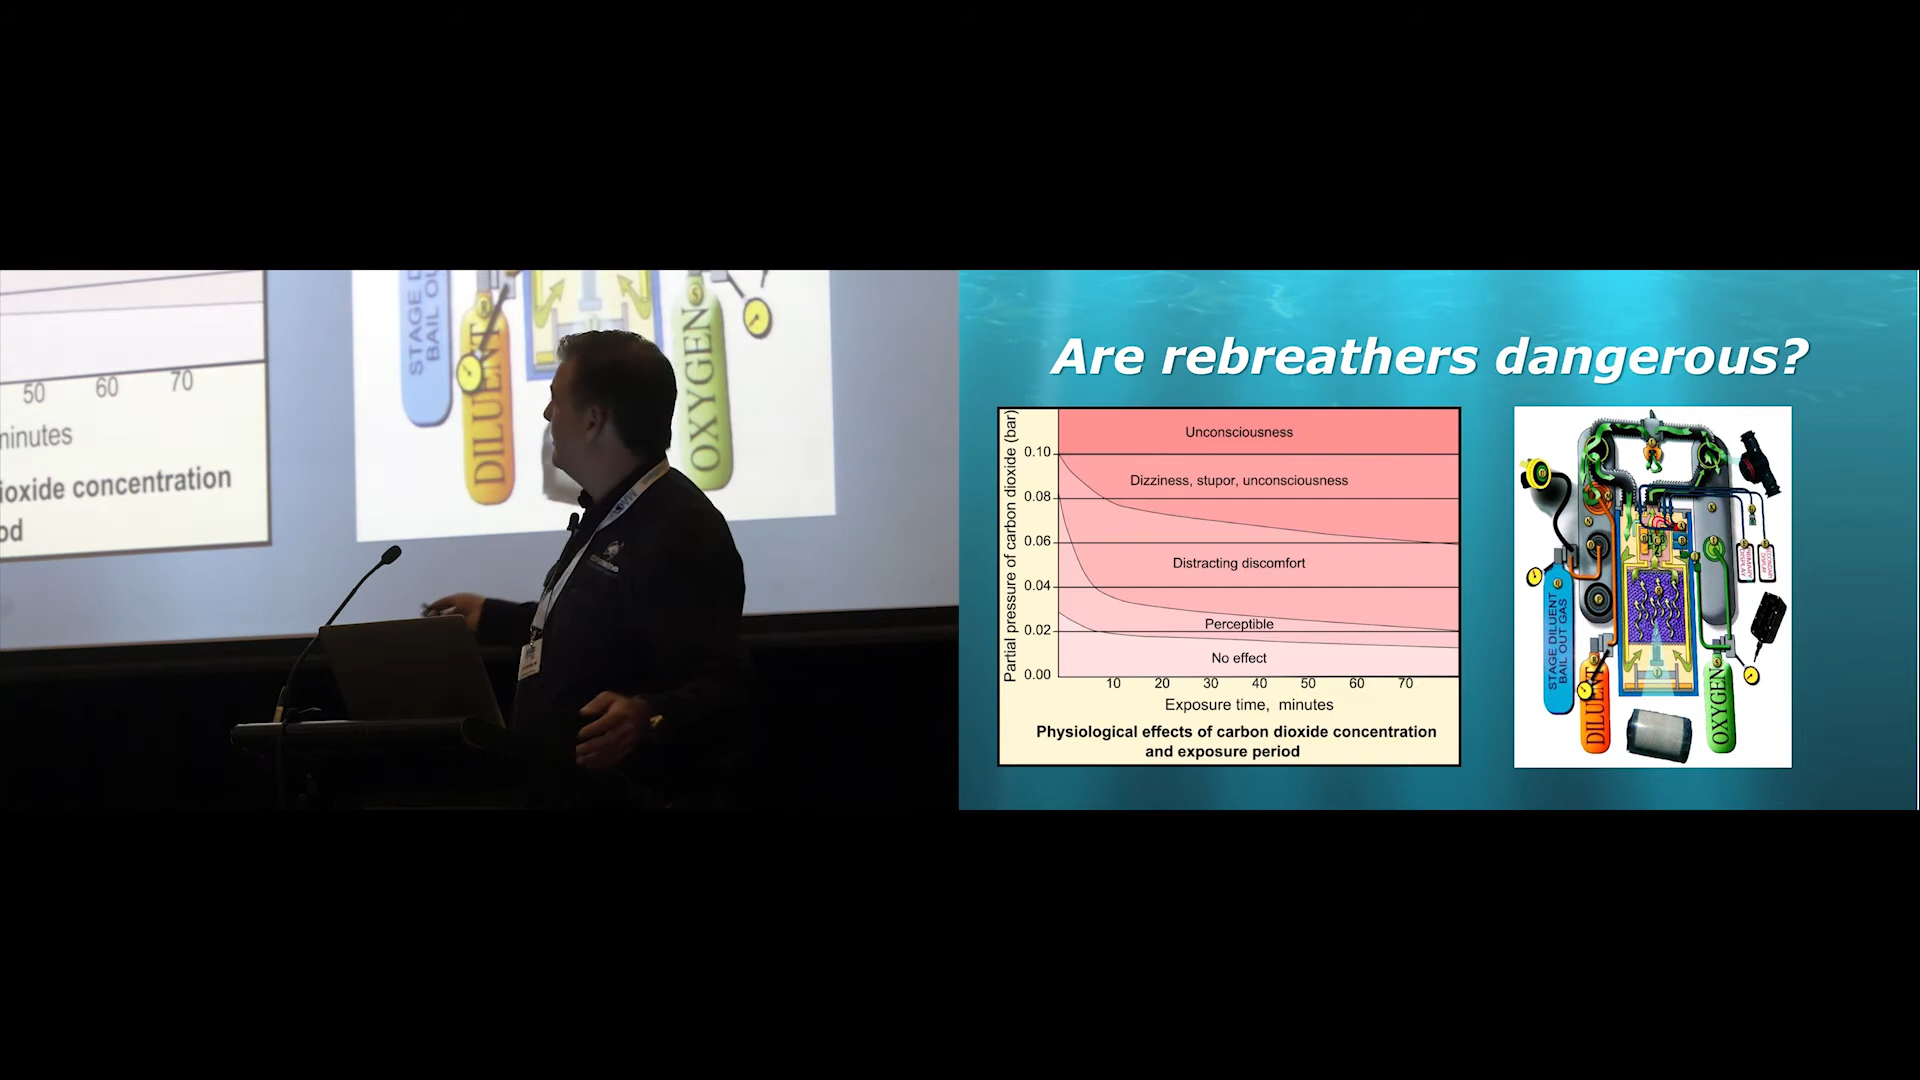 STAGE D
BAIL OU
DILUENT
OXYGEN
50 60 70
minutes
ioxide concentration
od
Are rebreathers dangerous?
Partial pressure of carbon dioxide (bar)
0.10
0.08
0.06
0.04
0.02
0.00
Unconsciousness
Dizziness, stupor, unconsciousness
Distracting discomfort
Perceptible
No effect
10 20 30 40 50 60 70
Exposure time, minutes
Physiological effects of carbon dioxide concentration
and exposure period
STAGE DILUENT
BAIL OUT GAS
DILUENT
OXYGEN